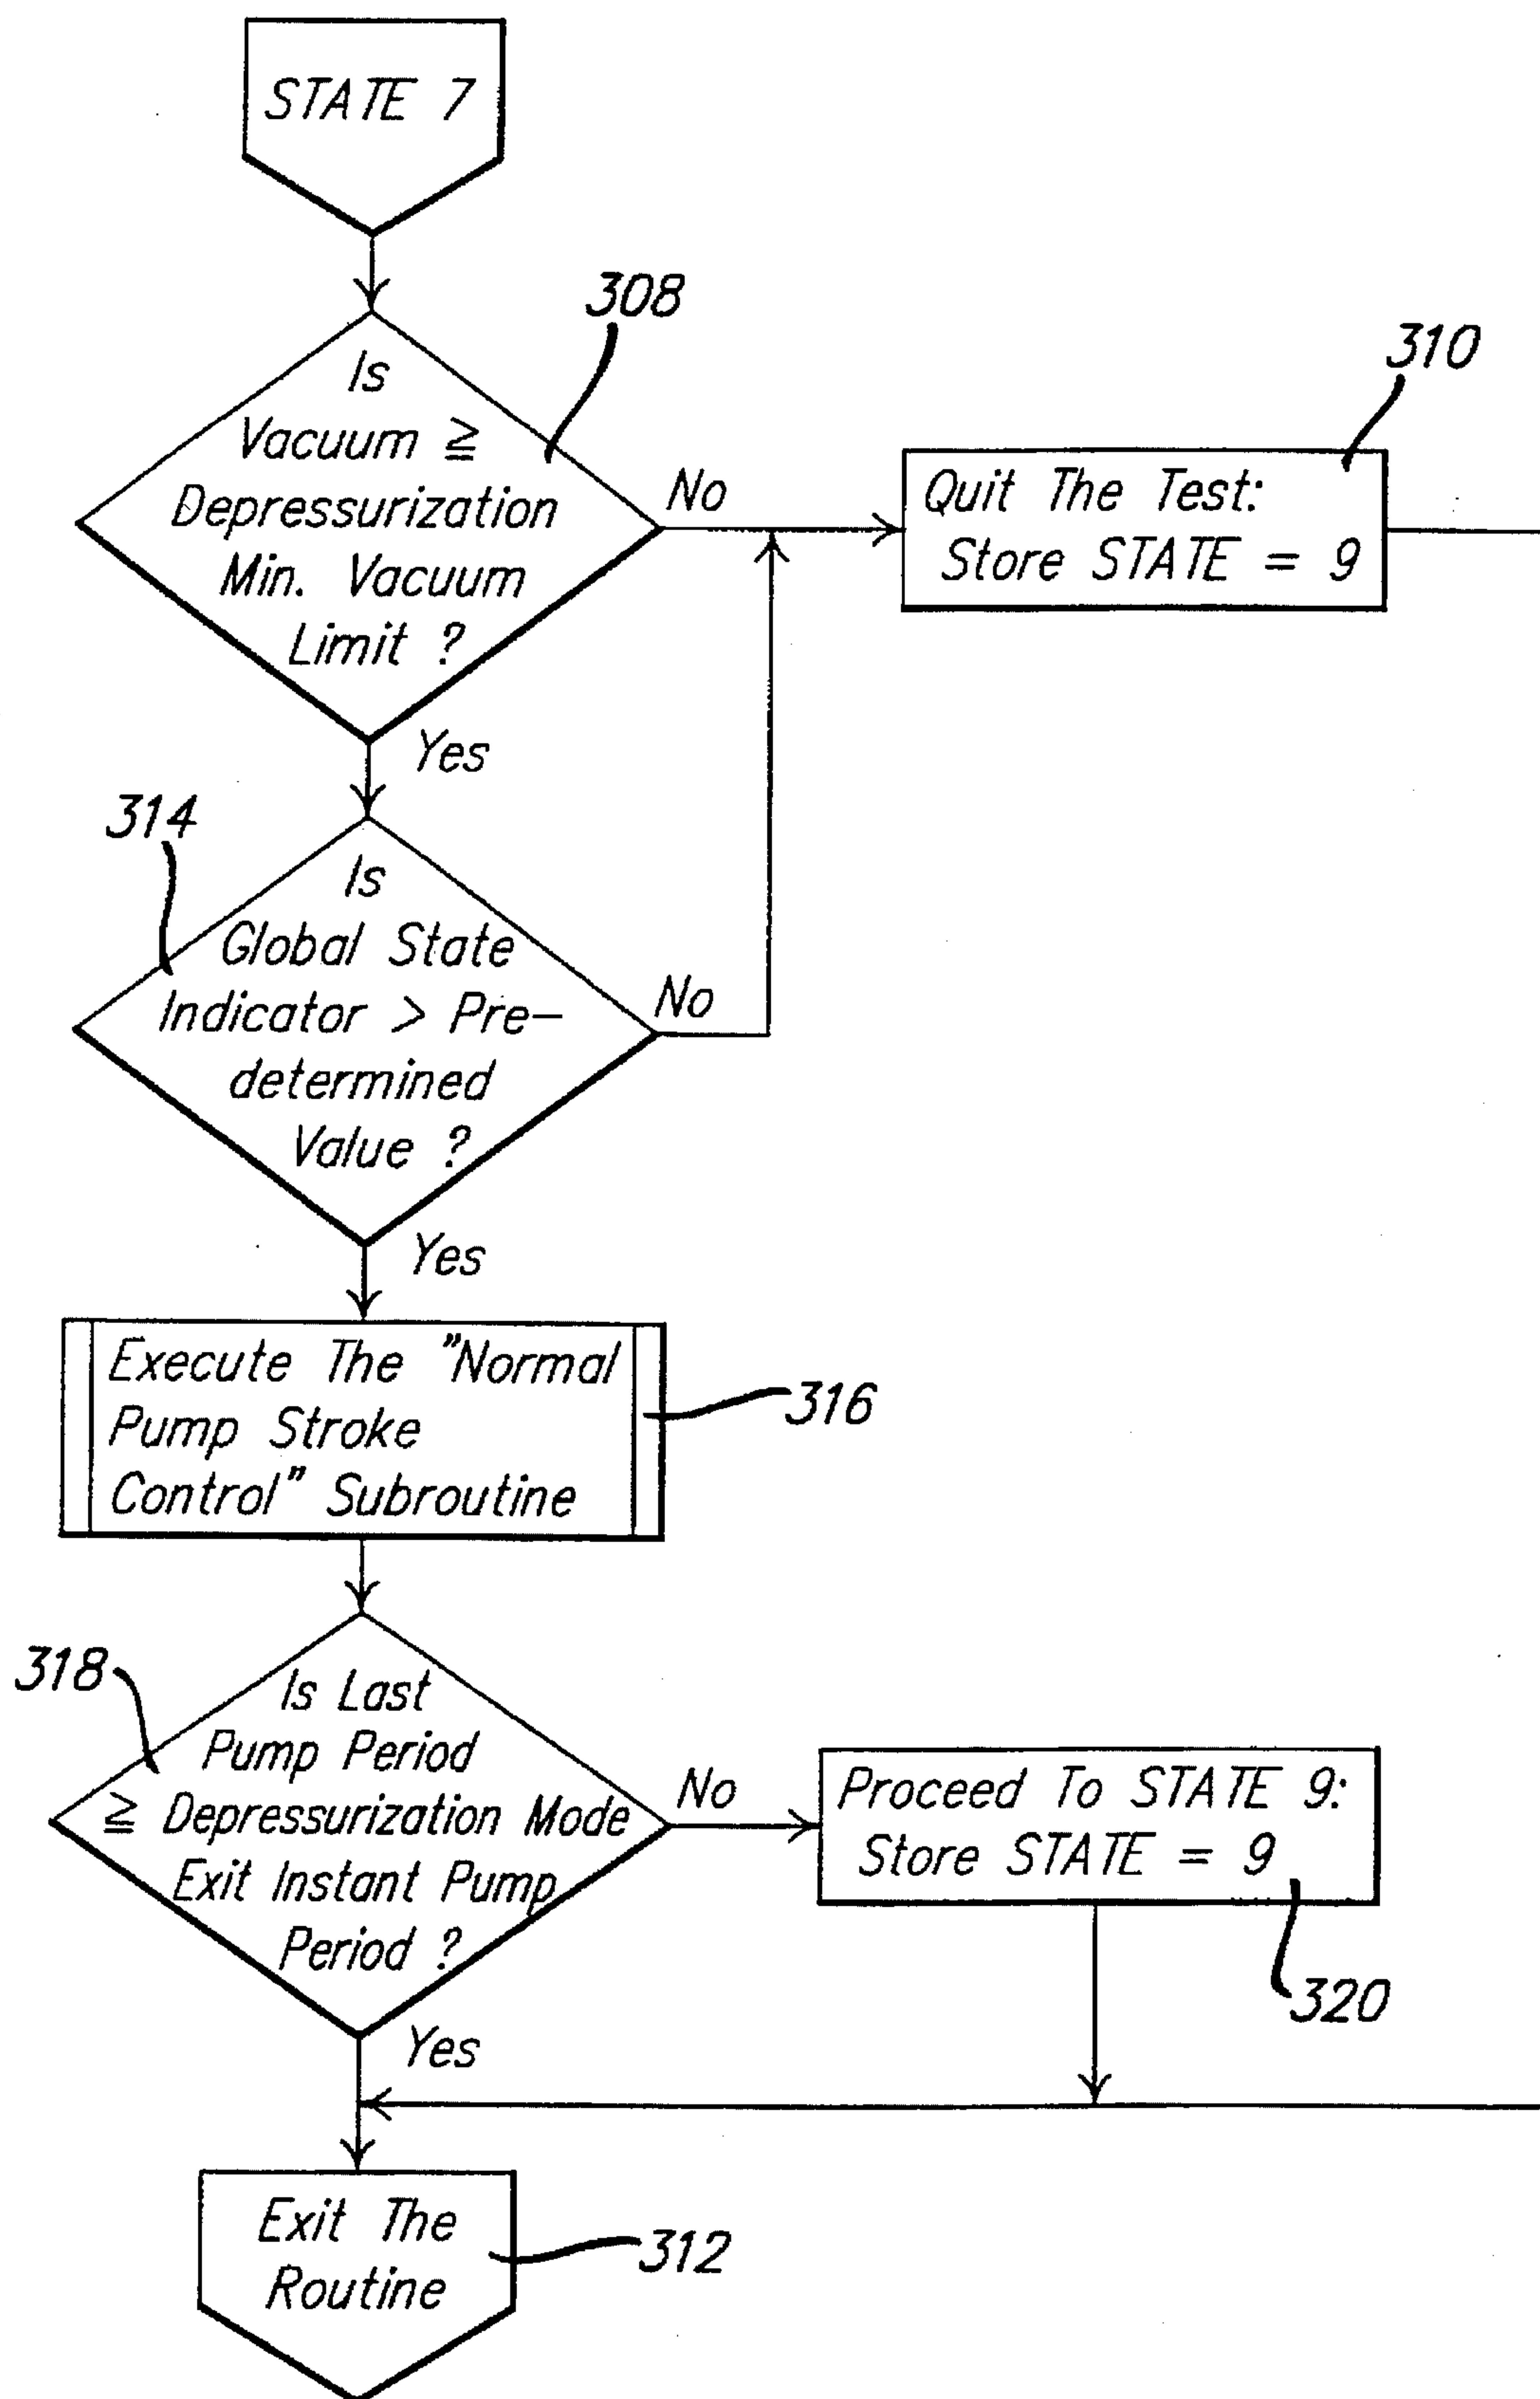 STATE 7
308
Is
Vacuum ≧
Depressurization
Min. Vacuum
Limit ?
No
310
Quit The Test:
Store STATE = 9
Yes
314
Is
Global State
Indicator > Pre-
determined
Value ?
No
Yes
Execute The "Normal
Pump Stroke
Control" Subroutine
316
318
Is Last
Pump Period
≧ Depressurization Mode
Exit Instant Pump
Period ?
No
Proceed To STATE 9:
Store STATE = 9
320
Yes
Exit The
Routine
312